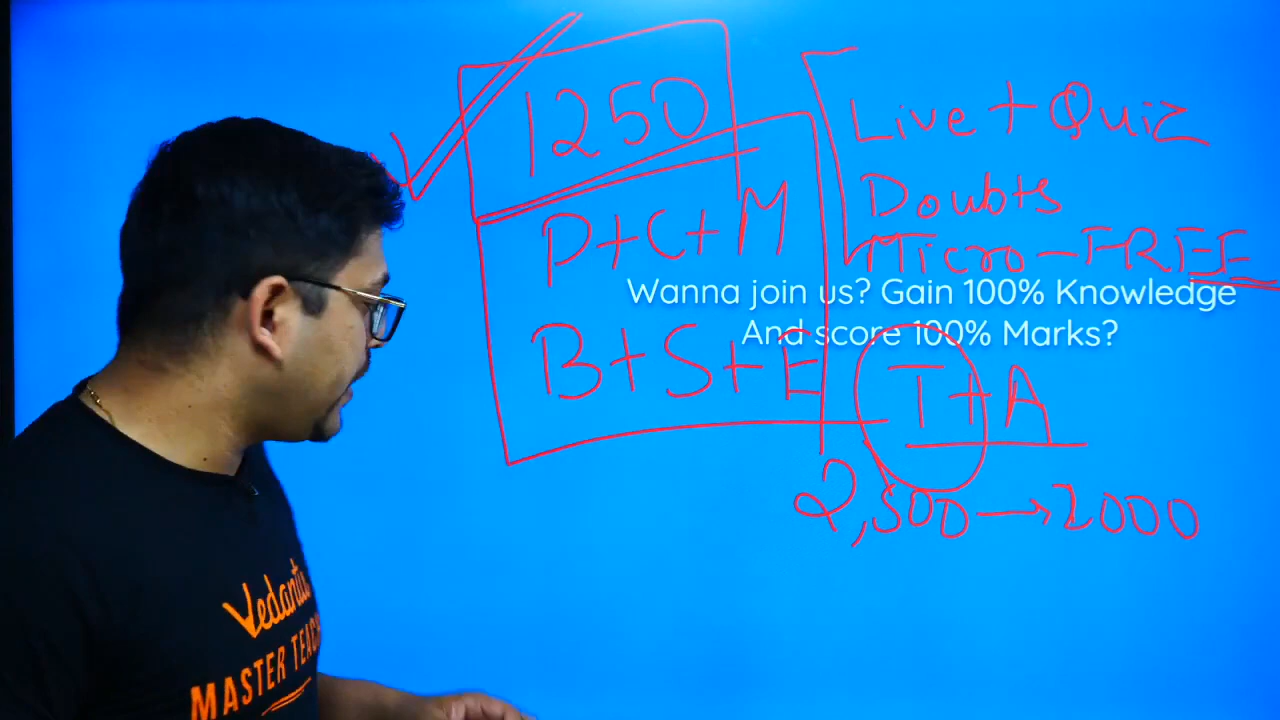 1250
P+C+M
B+S+E
Live + Quiz
Doubts
Micro - FREE
Wanna join us? Gain 100% Knowledge
And score 100% Marks?
T+A
2,500 → 2000
Vedantu
MASTER TEAC